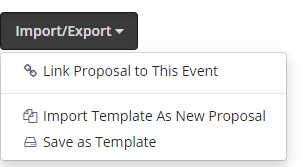 Import/Export
Link Proposal to This Event
Import Template As New Proposal
Save as Template